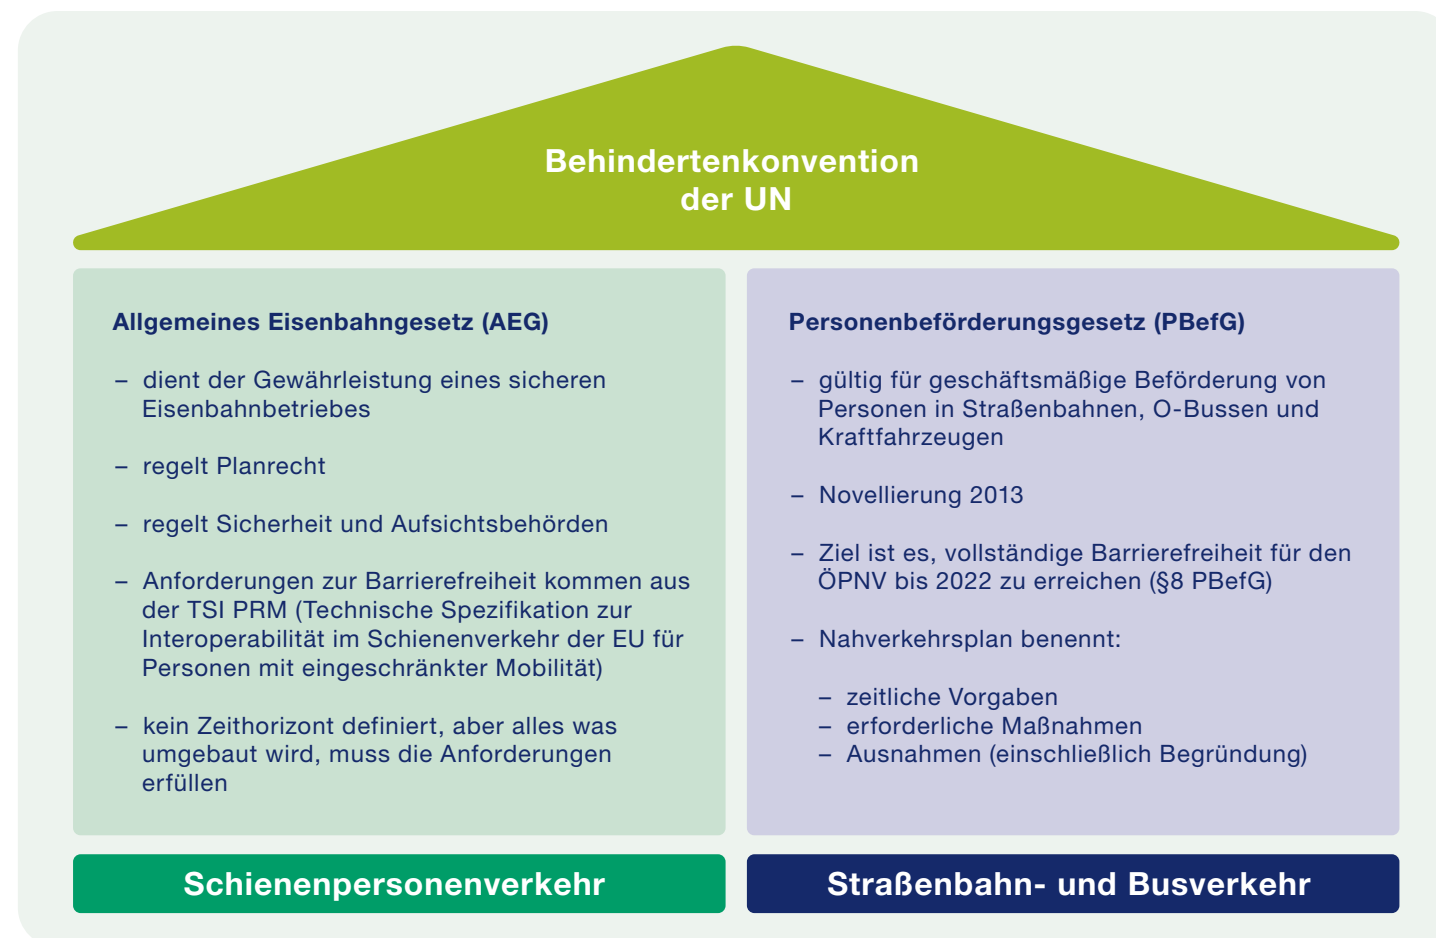 Behindertenkonvention
der UN
Allgemeines Eisenbahngesetz (AEG)
– dient der Gewährleistung eines sicheren
Eisenbahnbetriebes
– regelt Planrecht
– regelt Sicherheit und Aufsichtsbehörden
– Anforderungen zur Barrierefreiheit kommen aus
der TSI PRM (Technische Spezifikation zur
Interoperabilität im Schienenverkehr der EU für
Personen mit eingeschränkter Mobilität)
– kein Zeithorizont definiert, aber alles was
umgebaut wird, muss die Anforderungen
erfüllen
Schienenpersonenverkehr
Personenbeförderungsgesetz (PBefG)
– gültig für geschäftsmäßige Beförderung von
Personen in Straßenbahnen, O-Bussen und
Kraftfahrzeugen
– Novellierung 2013
– Ziel ist es, vollständige Barrierefreiheit für den
ÖPNV bis 2022 zu erreichen (§8 PBefG)
– Nahverkehrsplan benennt:
– zeitliche Vorgaben
– erforderliche Maßnahmen
– Ausnahmen (einschließlich Begründung)
Straßenbahn- und Busverkehr